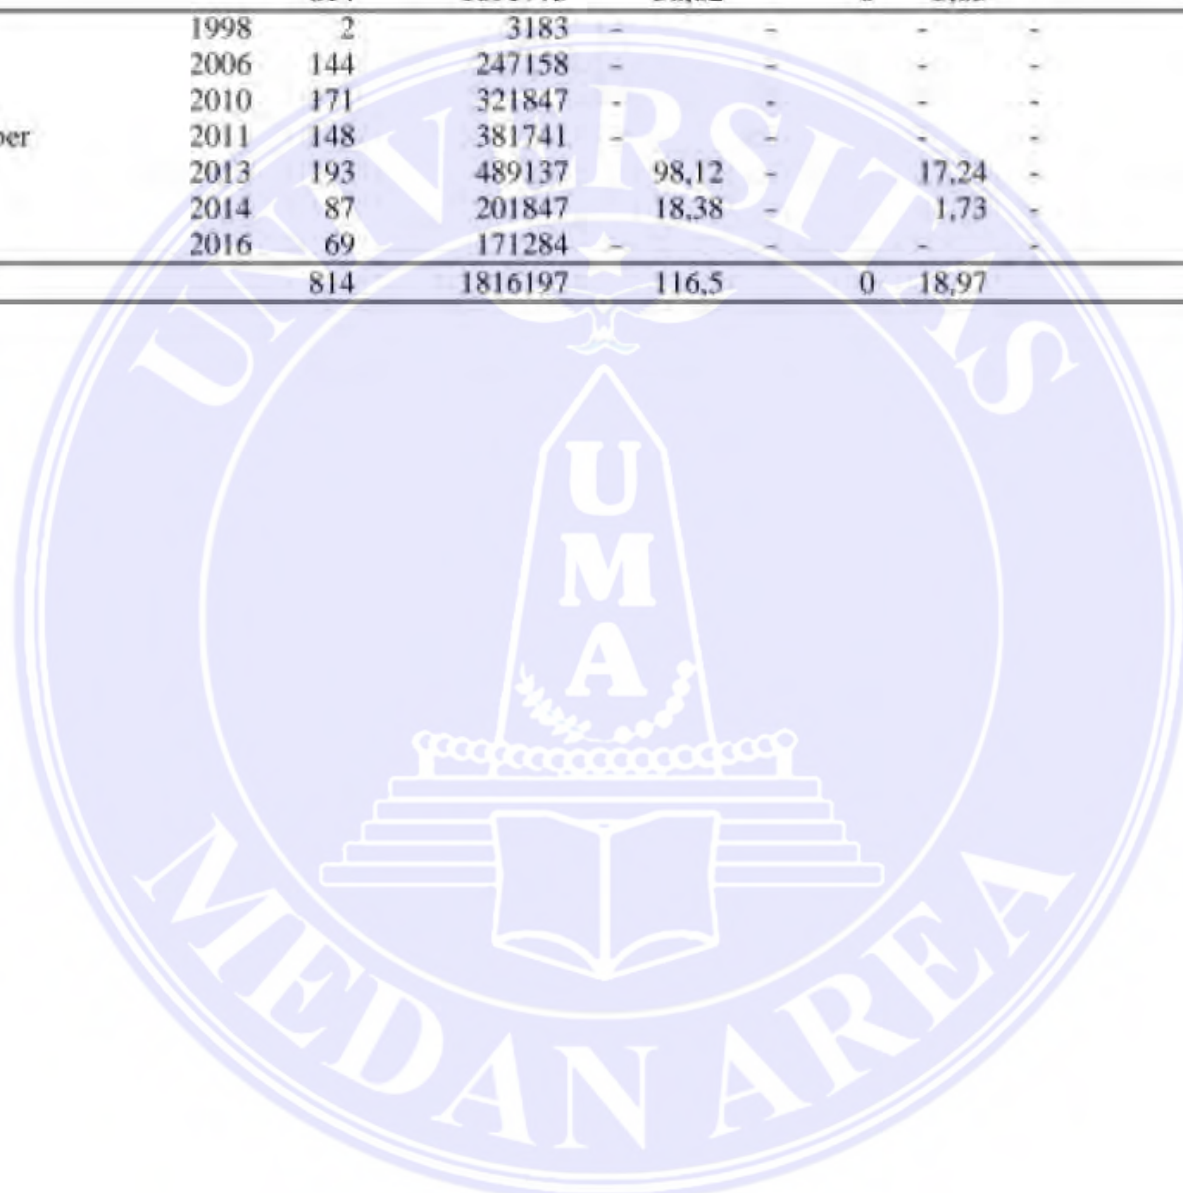 1998 2 3183 - - - -
2006 144 247158 - - - -
2010 171 321847 - - - -
2011 148 381741 - - - -
2013 193 489137 98,12 - 17,24 -
2014 87 201847 18,38 - 1,73 -
2016 69 171284 - - - -
814 1816197 116,5 0 18,97
UNIVERSITAS
U
M
A
MEDAN AREA